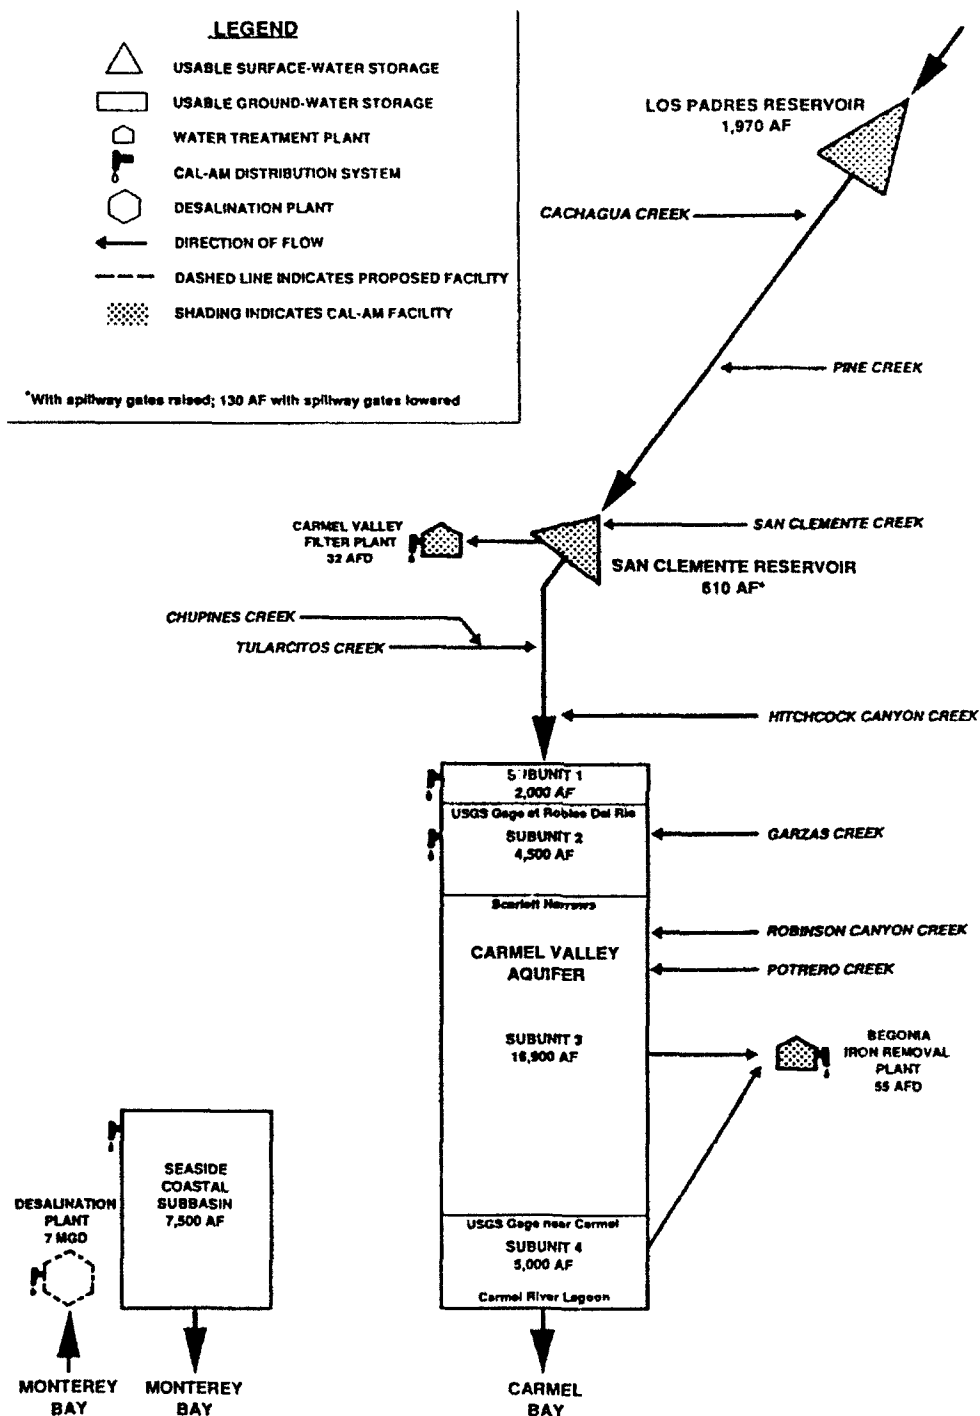 LEGEND
USABLE SURFACE-WATER STORAGE
USABLE GROUND-WATER STORAGE
WATER TREATMENT PLANT
CAL-AM DISTRIBUTION SYSTEM
DESALINATION PLANT
DIRECTION OF FLOW
DASHED LINE INDICATES PROPOSED FACILITY
SHADING INDICATES CAL-AM FACILITY
*With spillway gates raised; 130 AF with spillway gates lowered
LOS PADRES RESERVOIR
1,970 AF
CACHAGUA CREEK
PINE CREEK
CARMEL VALLEY
FILTER PLANT
32 AFD
SAN CLEMENTE CREEK
SAN CLEMENTE RESERVOIR
610 AF*
CHUPINES CREEK
TULARCITOS CREEK
HITCHCOCK CANYON CREEK
SUBUNIT 1
2,000 AF
USGS Gage at Robles Del Rio
SUBUNIT 2
4,500 AF
GARZAS CREEK
Scarlett Narrows
ROBINSON CANYON CREEK
CARMEL VALLEY
AQUIFER
POTRERO CREEK
SUBUNIT 3
16,900 AF
BEGONIA
IRON REMOVAL
PLANT
55 AFD
SEASIDE
COASTAL
SUBBASIN
7,500 AF
DESALINATION
PLANT
7 MGD
USGS Gage near Carmel
SUBUNIT 4
5,000 AF
Carmel River Lagoon
MONTEREY
BAY
MONTEREY
BAY
CARMEL
BAY